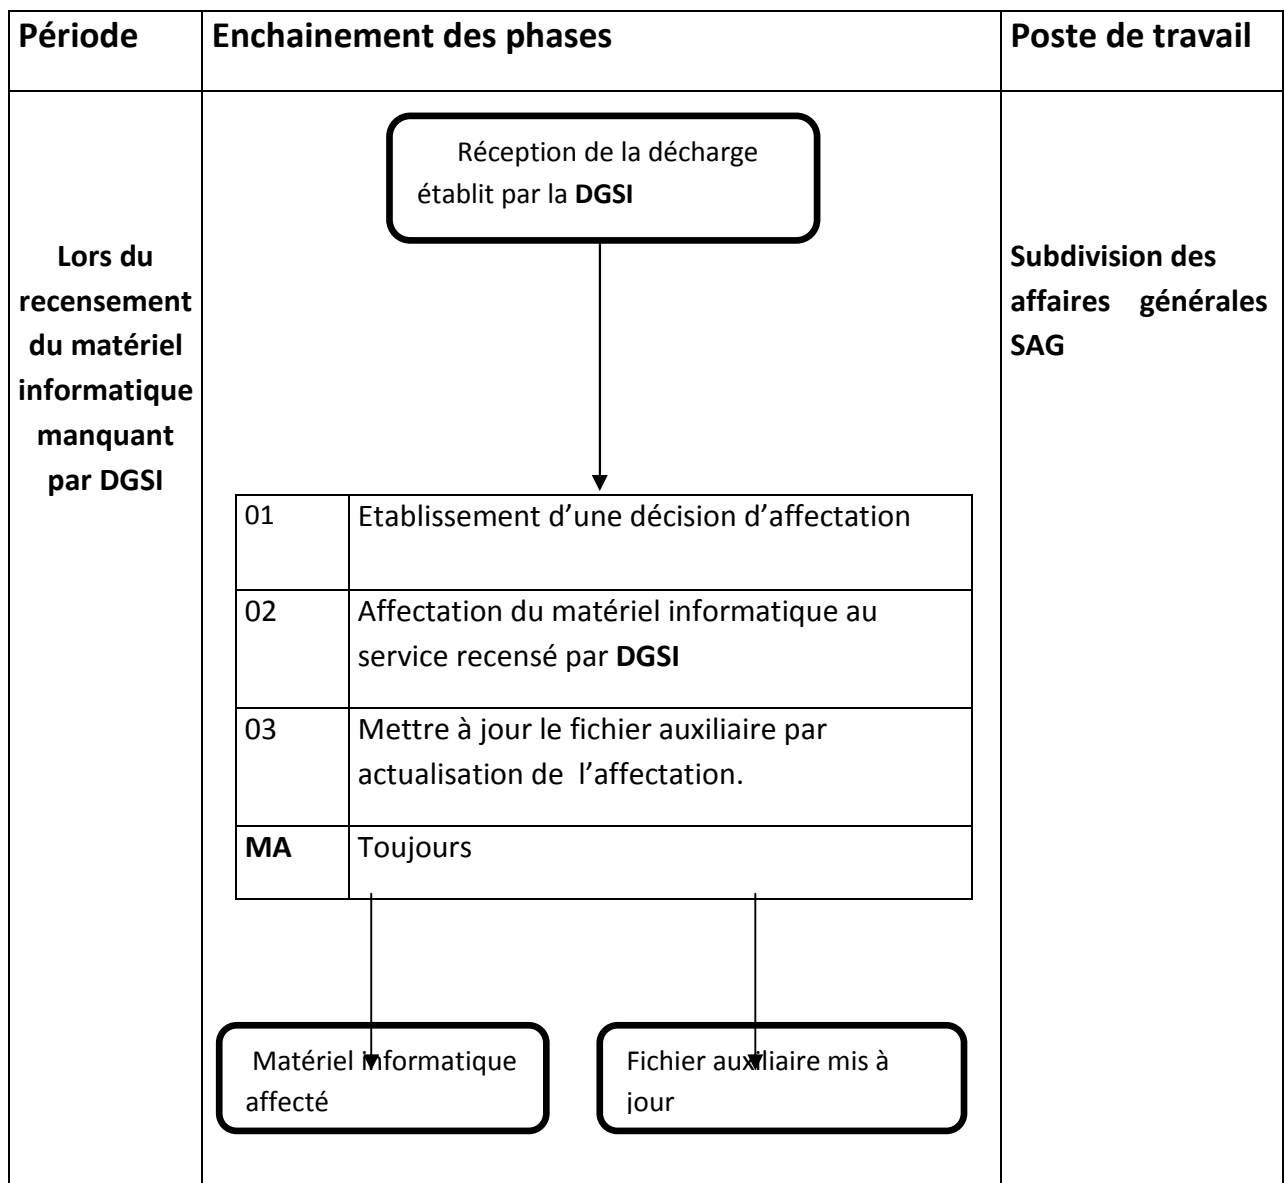 Période
Enchainement des phases
Poste de travail
Lors du
recensement
du matériel
informatique
manquant
par DGSI
Réception de la décharge
établit par la DGSI
01 Etablissement d’une décision d’affectation
02 Affectation du matériel informatique au
service recensé par DGSI
03 Mettre à jour le fichier auxiliaire par
actualisation de l’affectation.
MA Toujours
Matériel informatique
affecté
Fichier auxiliaire mis à
jour
Subdivision des
affaires générales
SAG